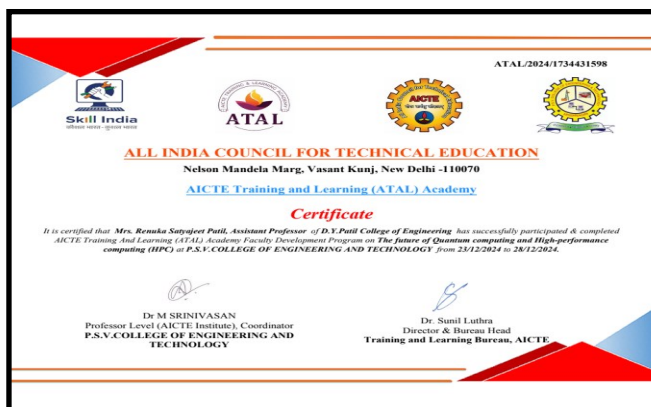 ATAL/2024/1734431598
Skill India
कौशल भारत - कुशल भारत
ATAL
AICTE
ALL INDIA COUNCIL FOR TECHNICAL EDUCATION
Nelson Mandela Marg, Vasant Kunj, New Delhi -110070
AICTE Training and Learning (ATAL) Academy
Certificate
It is certified that Mrs. Renuka Satyajeet Patil, Assistant Professor of D.Y.Patil College of Engineering has successfully participated & completed
AICTE Training And Learning (ATAL) Academy Faculty Development Program on The future of Quantum computing and High-performance
computing (HPC) at P.S.V.COLLEGE OF ENGINEERING AND TECHNOLOGY from 23/12/2024 to 28/12/2024.
Dr M SRINIVASAN
Professor Level (AICTE Institute), Coordinator
P.S.V.COLLEGE OF ENGINEERING AND
TECHNOLOGY
Dr. Sunil Luthra
Director & Bureau Head
Training and Learning Bureau, AICTE